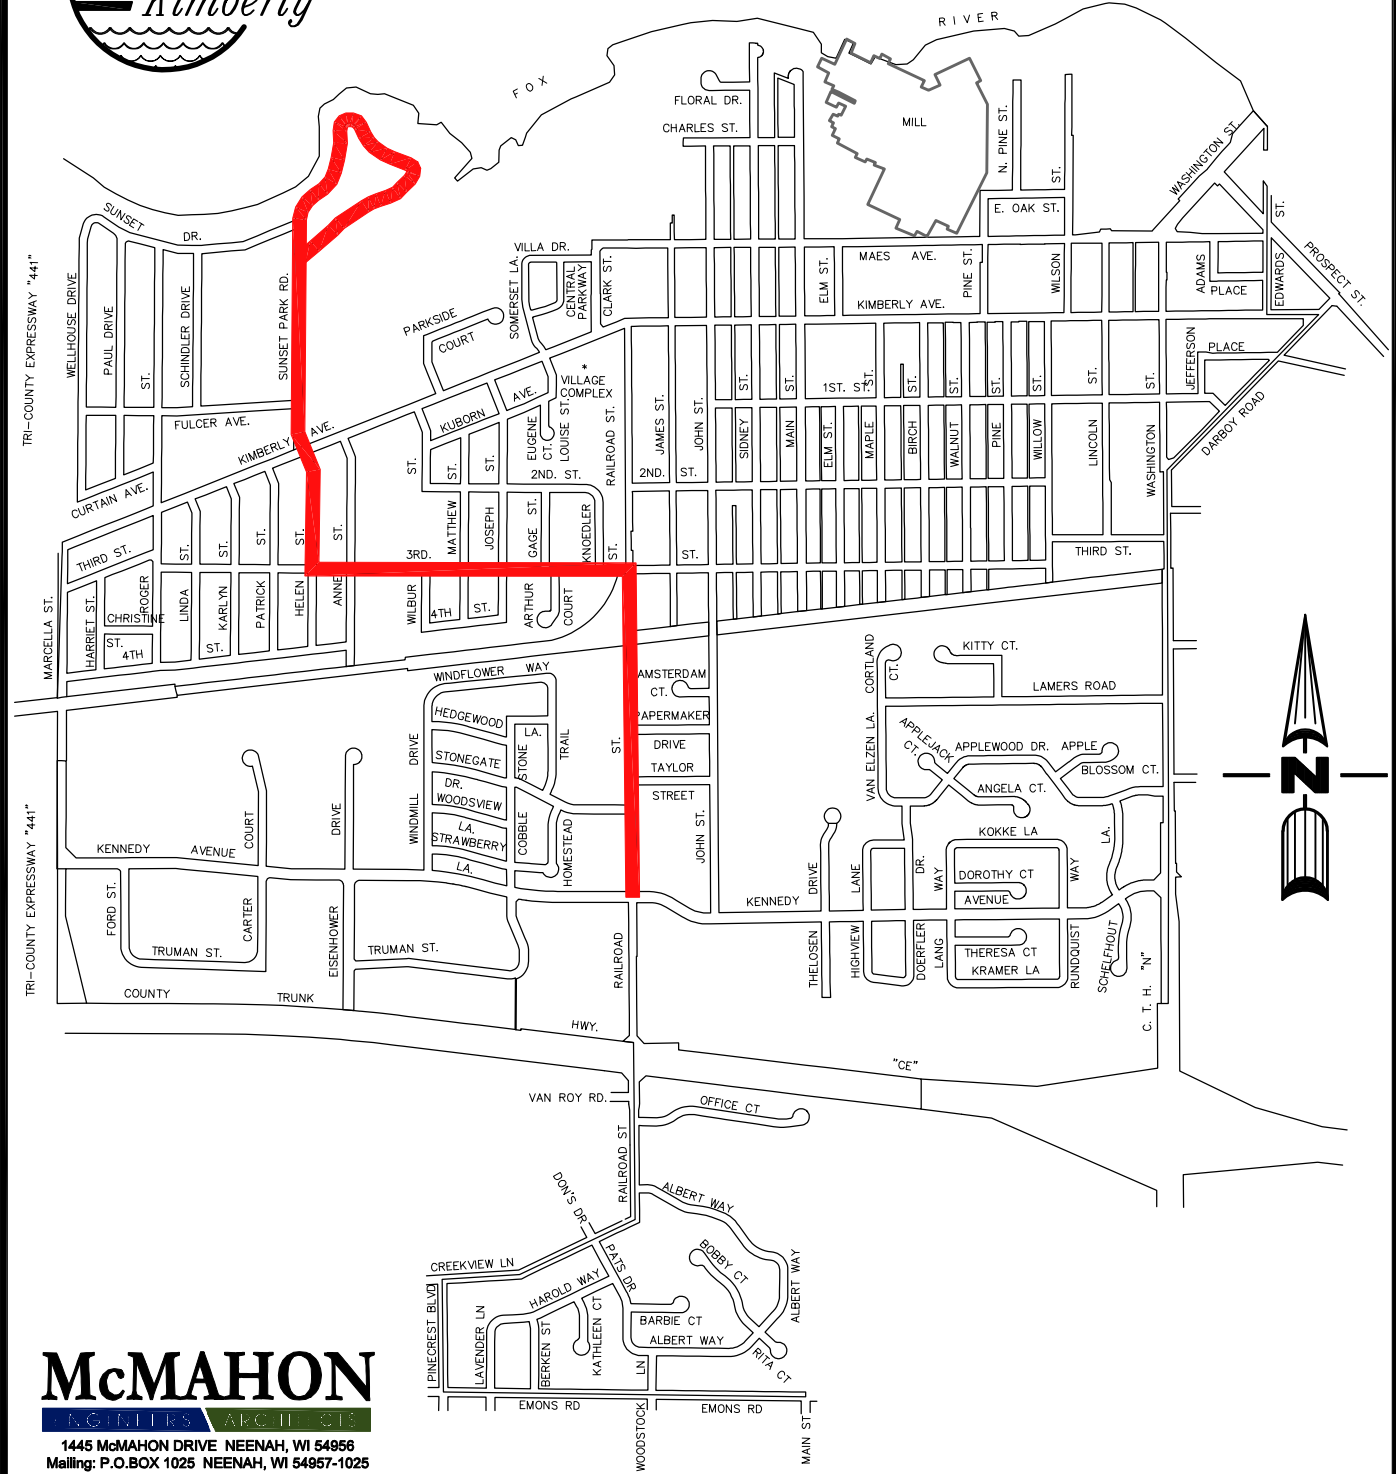 Kimberly
RIVER
FOX
FLORAL DR.
CHARLES ST.
MILL
N. PINE ST.
ST.
WASHINGTON ST.
E. OAK ST.
ST.
SUNSET
DR.
VILLA DR.
MAES AVE.
PROSPECT ST.
TRI-COUNTY EXPRESSWAY "441"
WELLHOUSE DRIVE
PAUL DRIVE
ST.
SCHINDLER DRIVE
SUNSET PARK RD.
SOMERSET LA.
CENTRAL
PARKWAY
CLARK ST.
ELM ST.
PINE ST.
WILSON
ADAMS
PLACE
EDWARDS
KIMBERLY AVE.
PARKSIDE
COURT
*
VILLAGE
COMPLEX
JEFFERSON
PLACE
DARBOY ROAD
FULCER AVE.
KIMBERLY AVE.
KUBORN AVE.
EUGENE
CT.
LOUISE ST.
RAILROAD ST.
JAMES ST.
JOHN ST.
SIDNEY ST.
MAIN ST.
1ST. ST.
ELM ST.
MAPLE ST.
BIRCH ST.
WALNUT ST.
PINE ST.
WILLOW ST.
LINCOLN ST.
WASHINGTON ST.
2ND. ST.
2ND. ST.
CURTAIN AVE.
THIRD ST.
ST.
ST.
ST.
ST.
ST.
ST.
ST.
ST.
MATTHEW
JOSEPH
GAGE ST.
KNOEDLER
ST.
3RD.
ST.
THIRD ST.
MARCELLA ST.
HARRIET ST.
ROGER
CHRISTINE
ST.
4TH
ST.
LINDA
KARLYN
PATRICK
HELEN
ANNE
WILBUR
4TH ST.
ARTHUR
COURT
WINDFLOWER WAY
AMSTERDAM
CT.
PAPERMAKER
DRIVE
TAYLOR
STREET
HEDGEWOOD
LA.
STONEGATE
DR.
WOODSVIEW
LA.
STRAWBERRY
LA.
WINDMILL DRIVE
COBBLE STONE
TRAIL
HOMESTEAD
ST.
JOHN ST.
CORTLAND
CT.
KITTY CT.
LAMERS ROAD
VAN ELZEN LA.
APPLEJACK
CT.
APPLEWOOD DR.
APPLE
BLOSSOM CT.
ANGELA CT.
KOKKE LA
DOROTHY CT
AVENUE
THERESA CT
KRAMER LA
KENNEDY AVENUE
COURT
CARTER
DRIVE
EISENHOWER
FORD ST.
TRUMAN ST.
TRUMAN ST.
KENNEDY
THELOSEN DRIVE
HIGHVIEW LANE
DOERFLER DR.
LANG WAY
RUNDQUIST WAY
LA.
SCHELFHOUT
C. T. H. "N"
N
TRI-COUNTY EXPRESSWAY "441"
COUNTY TRUNK
HWY.
"CE"
RAILROAD
VAN ROY RD.
OFFICE CT
RAILROAD ST
DON'S DR
ALBERT WAY
CREEKVIEW LN
PATS DR
BOBBY CT
ALBERT WAY
HAROLD WAY
PINECREST BLVD
LAVENDER LN
BERKEN ST
KATHLEEN CT
BARBIE CT
ALBERT WAY
RITA CT
EMONS RD
WOODSTOCK LN
EMONS RD
MAIN ST
McMAHON
ENGINEERS ARCHITECTS
1445 McMAHON DRIVE NEENAH, WI 54956
Mailing: P.O.BOX 1025 NEENAH, WI 54957-1025